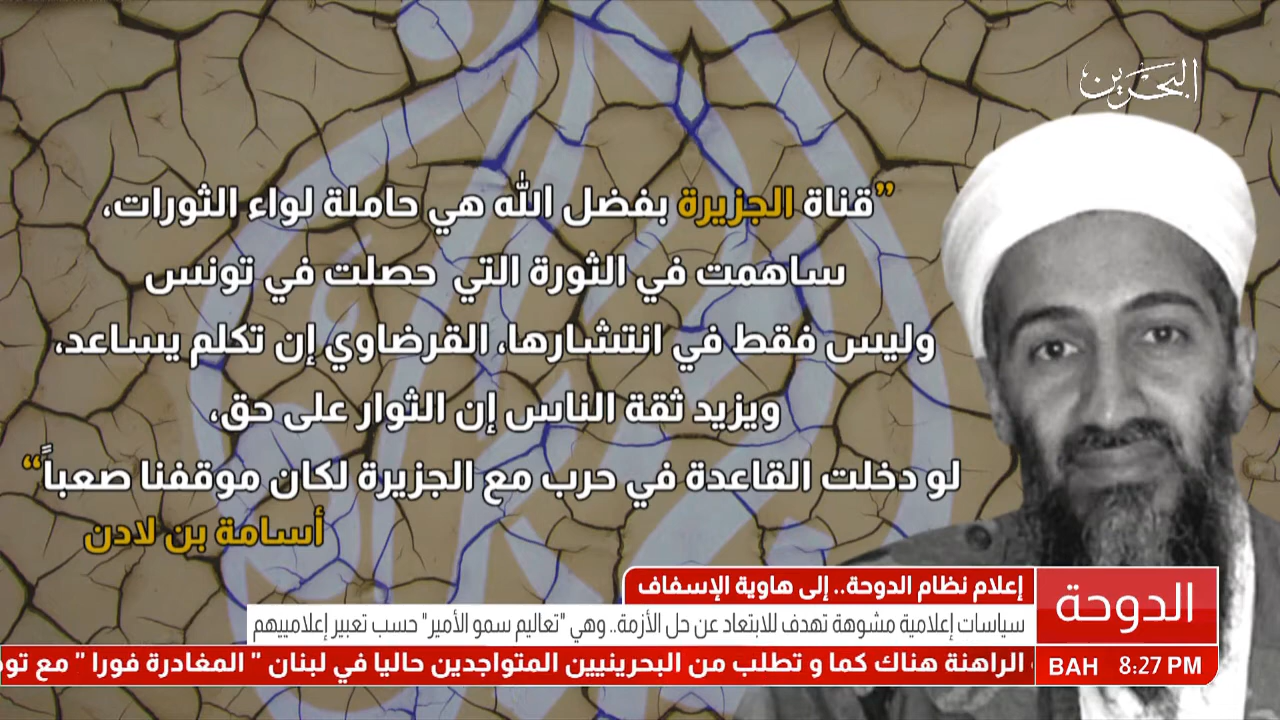 البحرين
”قناة الجزيرة بفضل الله هي حاملة لواء الثورات،
ساهمت في الثورة التي حصلت في تونس
وليس فقط في انتشارها، القرضاوي إن تكلم يساعد،
ويزيد ثقة الناس إن الثوار على حق،
لو دخلت القاعدة في حرب مع الجزيرة لكان موقفنا صعباً“
أسامة بن لادن
الدوحة
إعلام نظام الدوحة.. إلى هاوية الإسفاف
سياسات إعلامية مشوهة تهدف للابتعاد عن حل الأزمة.. وهي "تعاليم سمو الأمير" حسب تعبير إعلامييهم
BAH 8:27 PM
الراهنة هناك كما و تطلب من البحرينيين المتواجدين حاليا في لبنان " المغادرة فورا " مع